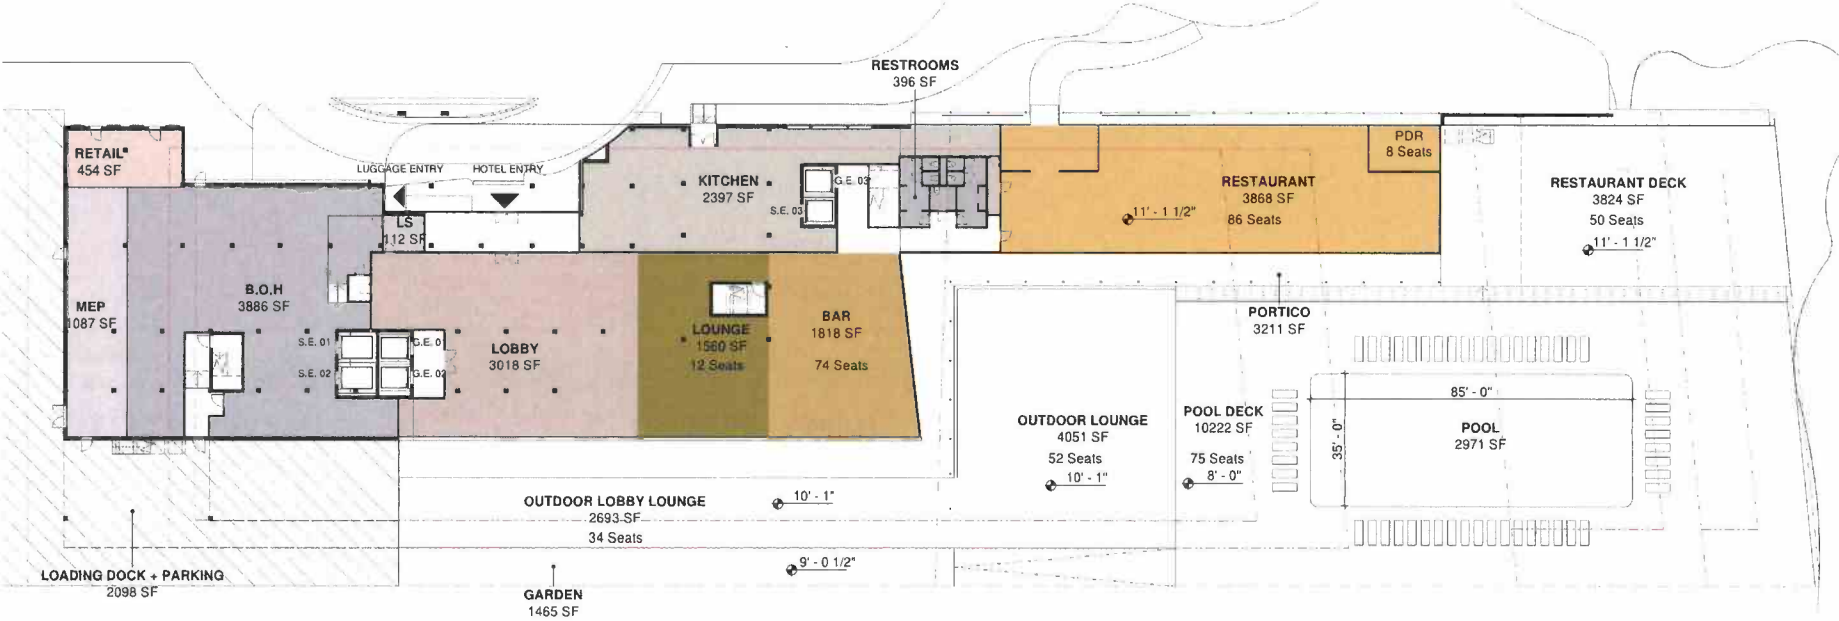 RESTROOMS
396 SF
RETAIL
454 SF
LUGGAGE ENTRY
HOTEL ENTRY
KITCHEN
2397 SF
G.E. 03
S.E. 03
PDR
8 Seats
RESTAURANT
3868 SF
86 Seats
11' - 1 1/2"
RESTAURANT DECK
3824 SF
50 Seats
11' - 1 1/2"
LS
112 SF
MEP
1087 SF
B.O.H
3886 SF
S.E. 01
S.E. 02
G.E. 01
G.E. 02
LOBBY
3018 SF
LOUNGE
1560 SF
12 Seats
BAR
1818 SF
74 Seats
PORTICO
3211 SF
OUTDOOR LOUNGE
4051 SF
52 Seats
10' - 1"
POOL DECK
10222 SF
75 Seats
8' - 0"
85' - 0"
35' - 0"
POOL
2971 SF
OUTDOOR LOBBY LOUNGE
2693 SF
34 Seats
10' - 1"
9' - 0 1/2"
LOADING DOCK + PARKING
2098 SF
GARDEN
1465 SF